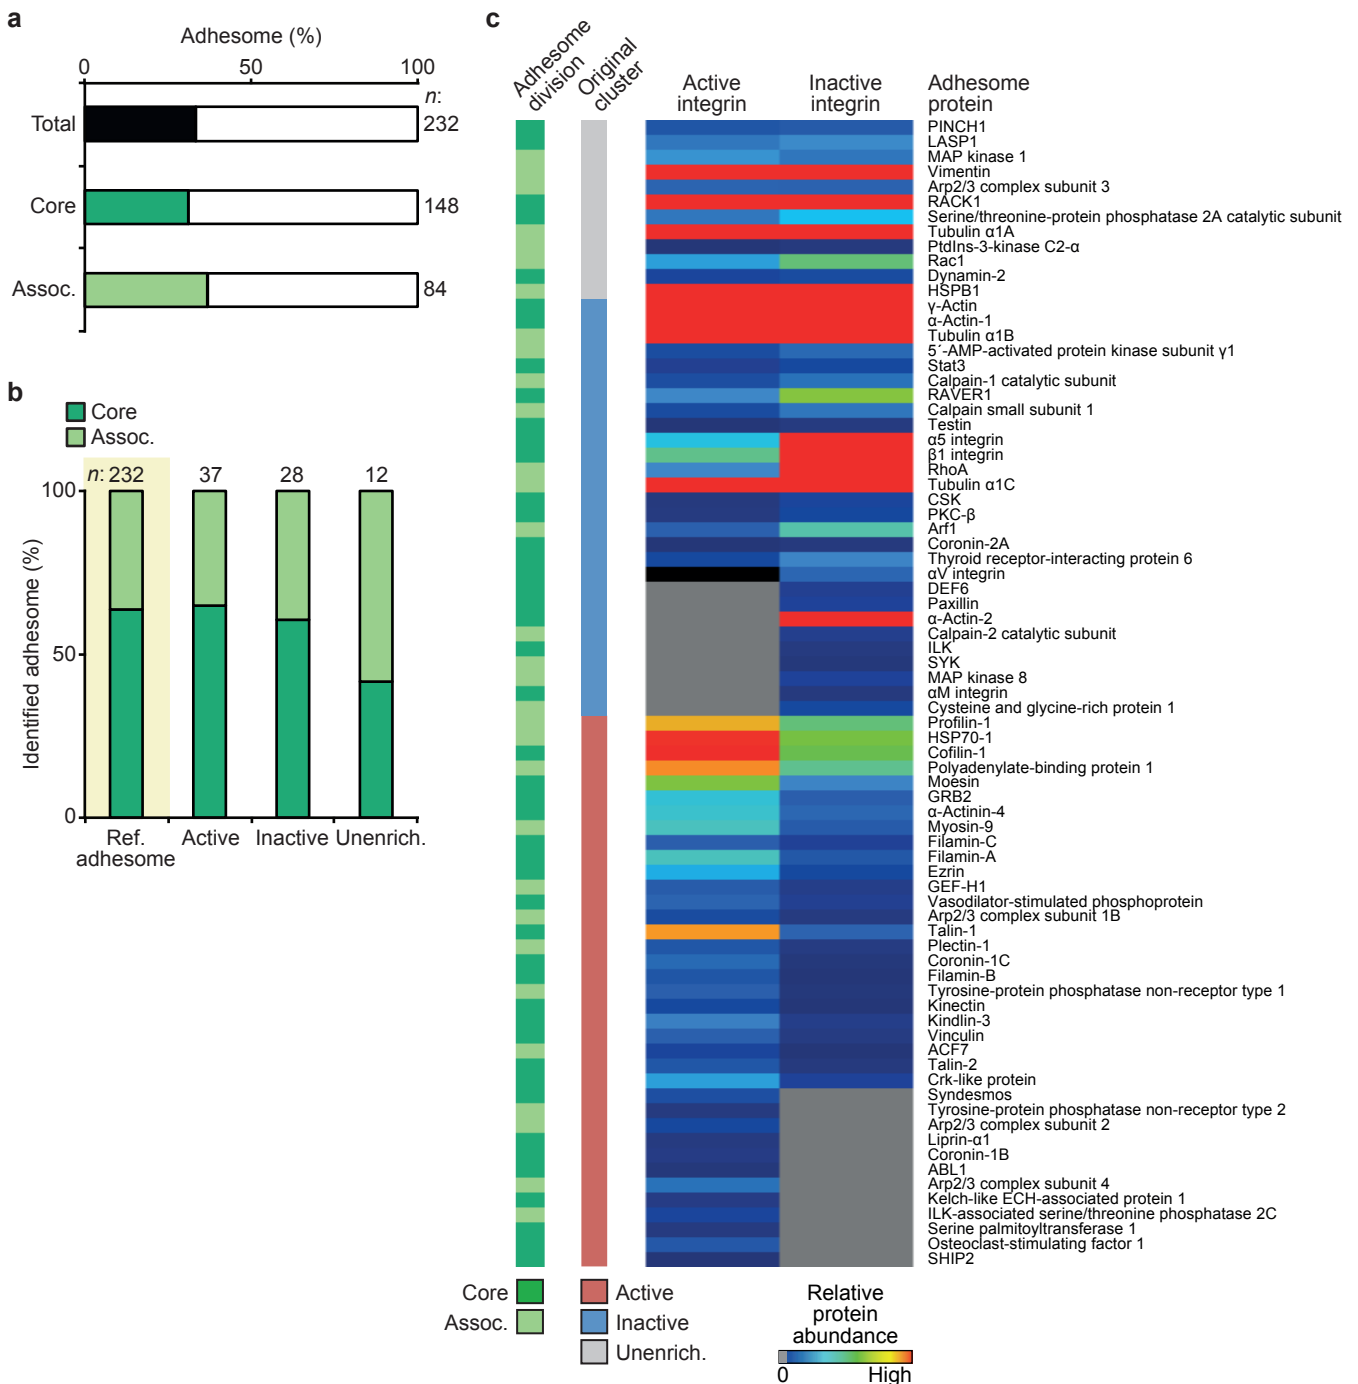 a
Adhesome (%)
0
50
100
n:
Total
232
Core
148
Assoc.
84
b
Core
Assoc.
n: 232
37
28
12
100
50
0
Identified adhesome (%)
Ref.
adhesome
Active
Inactive
Unenrich.
c
Adhesome
division
Original
cluster
Active
integrin
Inactive
integrin
Adhesome
protein
PINCH1
LASP1
MAP kinase 1
Vimentin
Arp2/3 complex subunit 3
RACK1
Serine/threonine-protein phosphatase 2A catalytic subunit
Tubulin α1A
PtdIns-3-kinase C2-α
Rac1
Dynamin-2
HSPB1
γ-Actin
α-Actin-1
Tubulin α1B
5´-AMP-activated protein kinase subunit γ1
Stat3
Calpain-1 catalytic subunit
RAVER1
Calpain small subunit 1
Testin
α5 integrin
β1 integrin
RhoA
Tubulin α1C
CSK
PKC-β
Arf1
Coronin-2A
Thyroid receptor-interacting protein 6
αV integrin
DEF6
Paxillin
α-Actin-2
Calpain-2 catalytic subunit
ILK
SYK
MAP kinase 8
αM integrin
Cysteine and glycine-rich protein 1
Profilin-1
HSP70-1
Cofilin-1
Polyadenylate-binding protein 1
Moesin
GRB2
α-Actinin-4
Myosin-9
Filamin-C
Filamin-A
Ezrin
GEF-H1
Vasodilator-stimulated phosphoprotein
Arp2/3 complex subunit 1B
Talin-1
Plectin-1
Coronin-1C
Filamin-B
Tyrosine-protein phosphatase non-receptor type 1
Kinectin
Kindlin-3
Vinculin
ACF7
Talin-2
Crk-like protein
Syndesmos
Tyrosine-protein phosphatase non-receptor type 2
Arp2/3 complex subunit 2
Liprin-α1
Coronin-1B
ABL1
Arp2/3 complex subunit 4
Kelch-like ECH-associated protein 1
ILK-associated serine/threonine phosphatase 2C
Serine palmitoyltransferase 1
Osteoclast-stimulating factor 1
SHIP2
Core
Assoc.
Active
Inactive
Unenrich.
Relative
protein
abundance
0
High